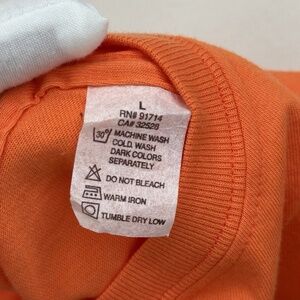 L
RN# 91714
CA# 32528
30° MACHINE WASH
COLD, WASH
DARK COLORS
SEPARATELY
DO NOT BLEACH
WARM IRON
TUMBLE DRY LOW